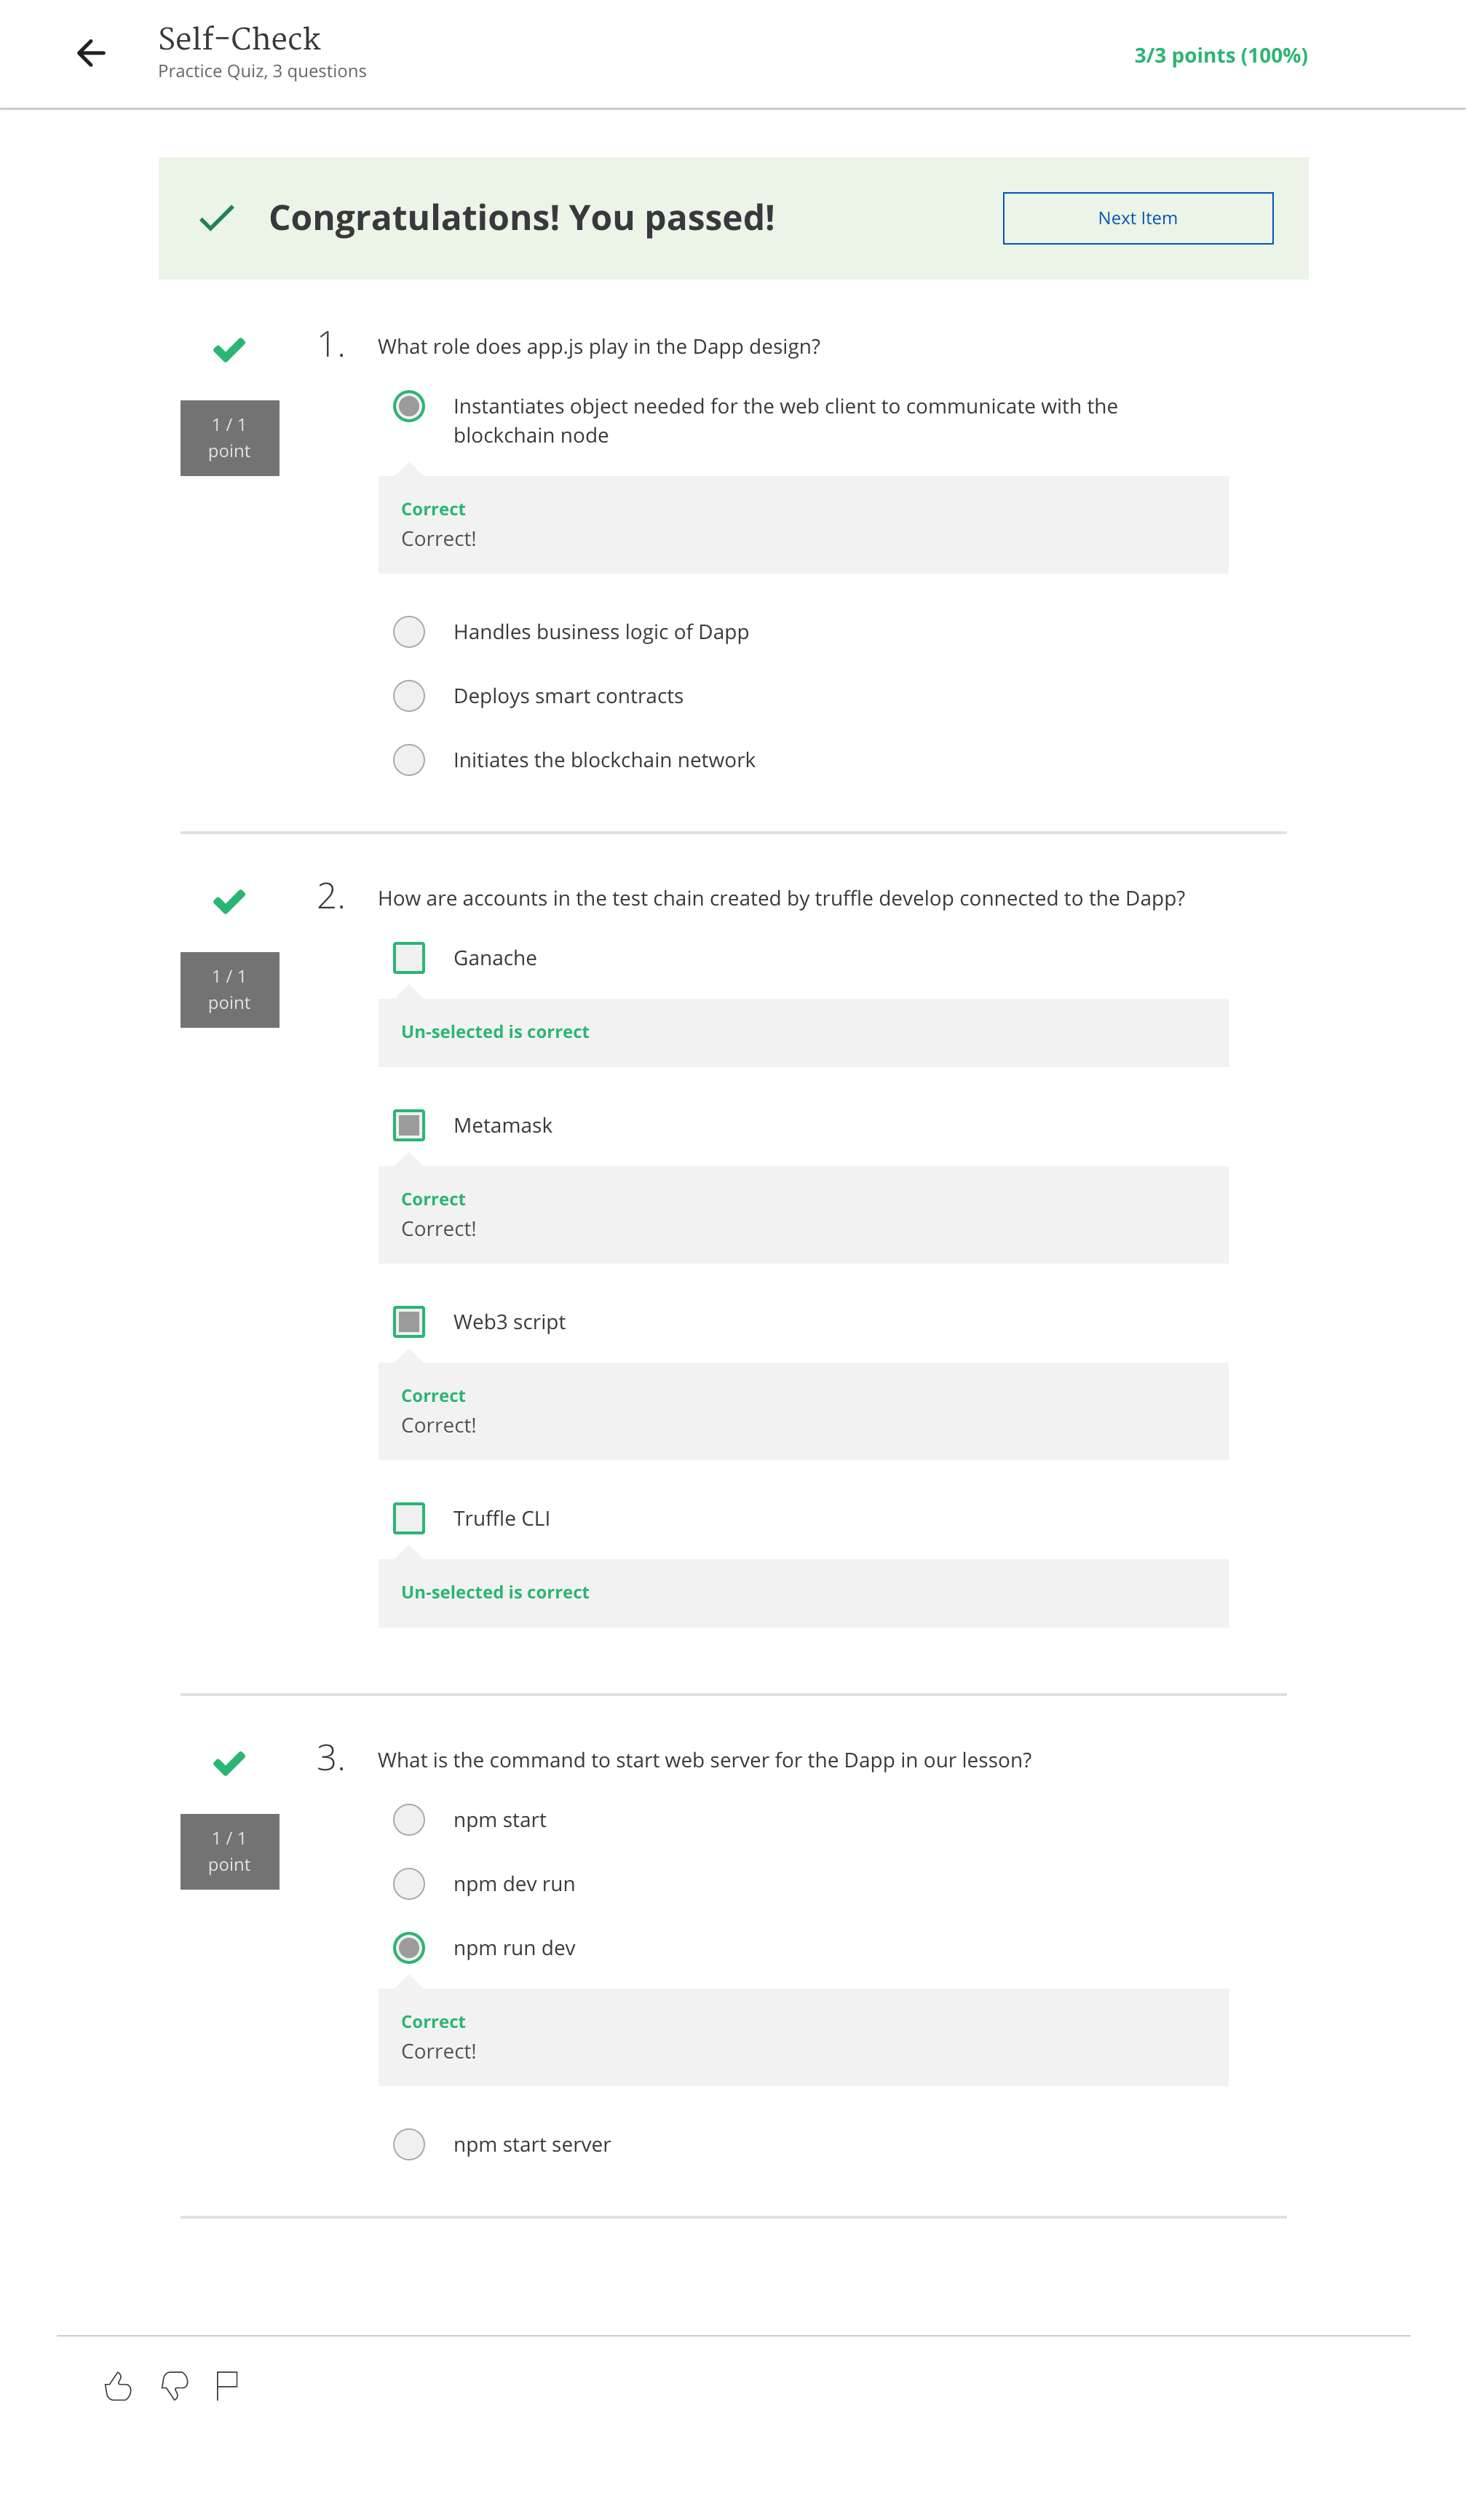 Self-Check
Practice Quiz, 3 questions
3/3 points (100%)
Congratulations! You passed!
Next Item
1.
What role does app.js play in the Dapp design?
1 / 1
point
Instantiates object needed for the web client to communicate with the
blockchain node
Correct
Correct!
Handles business logic of Dapp
Deploys smart contracts
Initiates the blockchain network
2.
How are accounts in the test chain created by truffle develop connected to the Dapp?
1 / 1
point
Ganache
Un-selected is correct
Metamask
Correct
Correct!
Web3 script
Correct
Correct!
Truffle CLI
Un-selected is correct
3.
What is the command to start web server for the Dapp in our lesson?
1 / 1
point
npm start
npm dev run
npm run dev
Correct
Correct!
npm start server